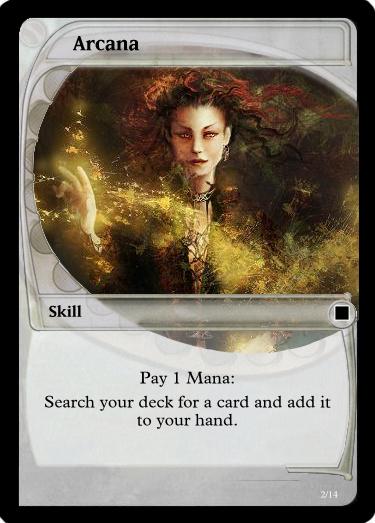 Arcana
Skill
Pay 1 Mana:
Search your deck for a card and add it
to your hand.
2/14